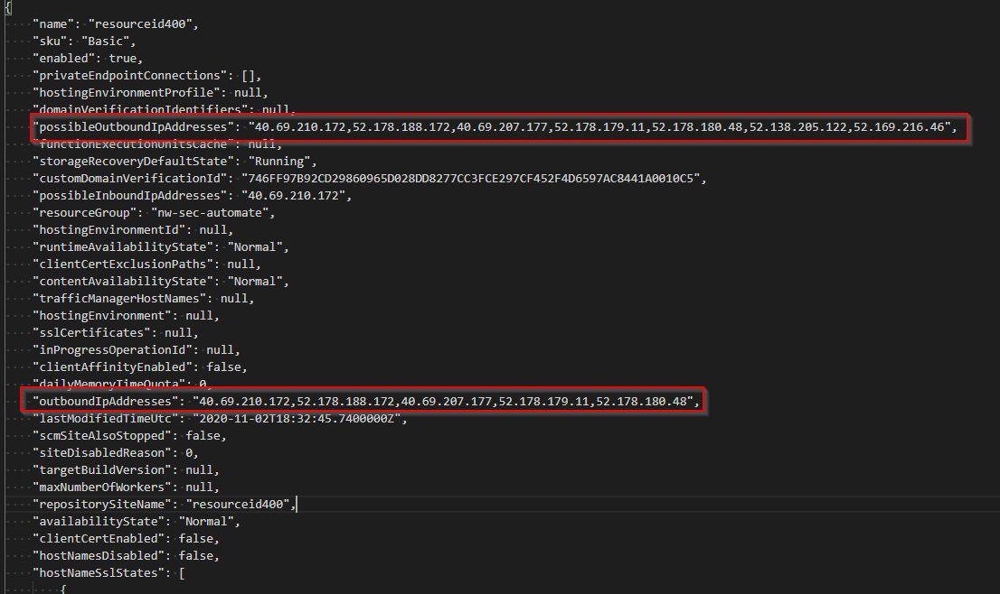 {
"name": "resourceid400",
"sku": "Basic",
"enabled": true,
"privateEndpointConnections": [],
"hostingEnvironmentProfile": null,
"domainVerificationIdentifiers": null,
"possibleOutboundIpAddresses": "40.69.210.172,52.178.188.172,40.69.207.177,52.178.179.11,52.178.180.48,52.138.205.122,52.169.216.46",
"functionExecutionUnitsCache": null,
"storageRecoveryDefaultState": "Running",
"customDomainVerificationId": "746FF97B92CD29860965D028DD8277CC3FCE297CF452F4D6597AC8441A0010C5",
"possibleInboundIpAddresses": "40.69.210.172",
"resourceGroup": "nw-sec-automate",
"hostingEnvironmentId": null,
"runtimeAvailabilityState": "Normal",
"clientCertExclusionPaths": null,
"contentAvailabilityState": "Normal",
"trafficManagerHostNames": null,
"hostingEnvironment": null,
"sslCertificates": null,
"inProgressOperationId": null,
"clientAffinityEnabled": false,
"dailyMemoryTimeQuota": 0,
"outboundIpAddresses": "40.69.210.172,52.178.188.172,40.69.207.177,52.178.179.11,52.178.180.48",
"lastModifiedTimeUtc": "2020-11-02T18:32:45.7400000Z",
"scmSiteAlsoStopped": false,
"siteDisabledReason": 0,
"targetBuildVersion": null,
"maxNumberOfWorkers": null,
"repositorySiteName": "resourceid400",
"availabilityState": "Normal",
"clientCertEnabled": false,
"hostNamesDisabled": false,
"hostNameSslStates": [
{